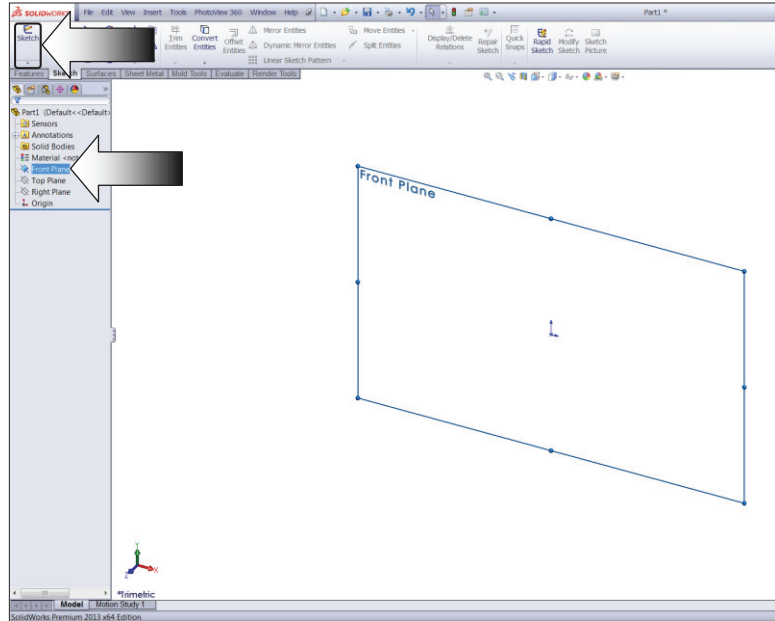 SOLIDWORKS File Edit View Insert Tools PhotoView 360 Window Help Part1 *
Sketch Trim Entities Convert Entities Offset Entities Mirror Entities Dynamic Mirror Entities Linear Sketch Pattern Move Entities Split Entities Display/Delete Relations Repair Sketch Quick Snaps Rapid Sketch Modify Sketch Sketch Picture
Features Sketch Surfaces Sheet Metal Mold Tools Evaluate Render Tools
Part1 (Default<<Default>
Sensors
Annotations
Solid Bodies
Material <not
Front Plane
Top Plane
Right Plane
Origin
Front Plane
Y
X
Z
*Trimetric
Model Motion Study 1
SolidWorks Premium 2013 x64 Edition